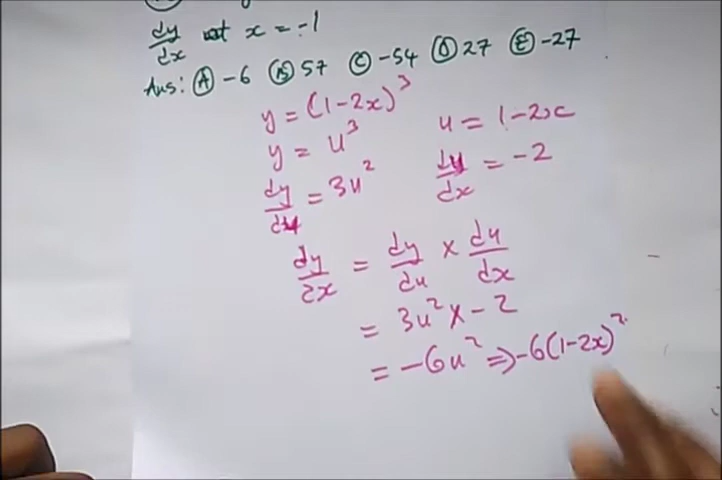 dy/dx at x = -1
Ans: (A) -6 (B) 57 (C) -54 (D) 27 (E) -27
y = (1-2x)^3
y = u^3 u = 1-2x
dy/du = 3u^2 du/dx = -2
dy/dx = dy/du × du/dx
= 3u^2 × -2
= -6u^2 ⇒ -6(1-2x)^2